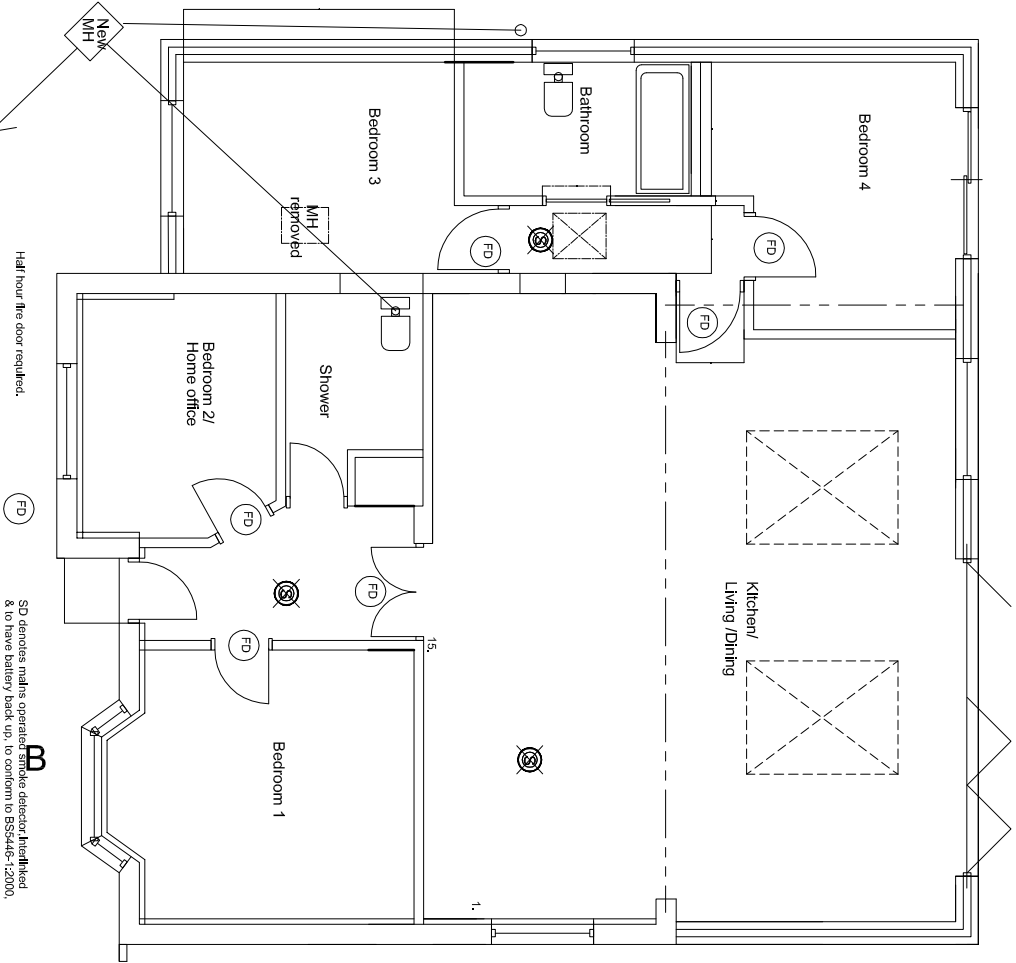 New
MH
Bedroom 3
Bathroom
Bedroom 4
MH
removed
S
FD
FD
FD
Bedroom 2/
Home office
Shower
FD
FD
FD
S
S
Kitchen/
Living /Dining
15.
1.
Bedroom 1
Half hour fire door required.
FD
SD denotes mains operated smoke detector,Interlinked
& to have battery back up, to conform to BS5446-1:2000,
B